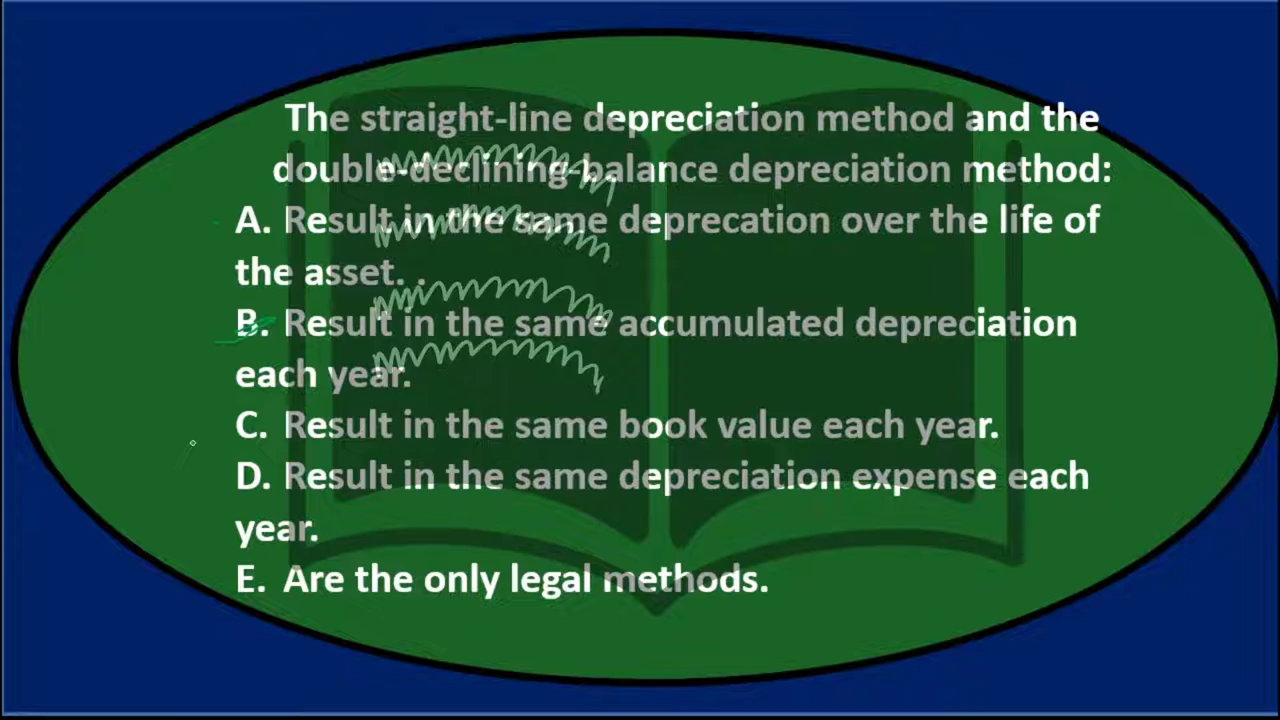 The straight-line depreciation method and the
double-declining-balance depreciation method:
A. Result in the same deprecation over the life of
the asset. .
B. Result in the same accumulated depreciation
each year.
C. Result in the same book value each year.
D. Result in the same depreciation expense each
year.
E. Are the only legal methods.